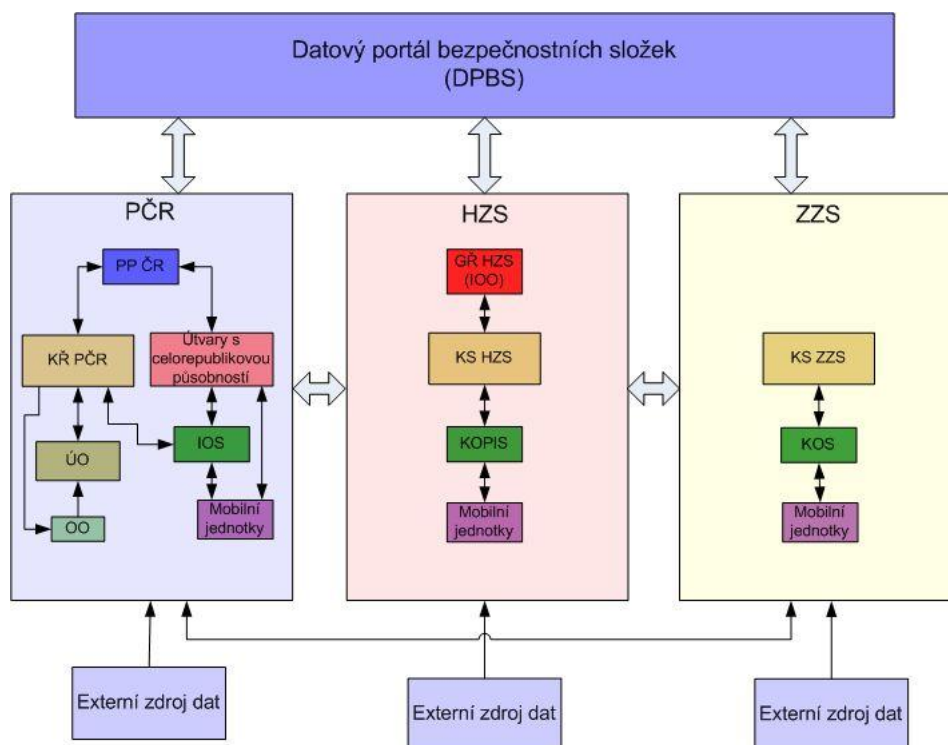 Datový portál bezpečnostních složek
(DPBS)
PČR
PP ČR
KŘ PČR
Útvary s
celorepublikovou
působností
ÚO
IOS
OO
Mobilní
jednotky
HZS
GŘ HZS
(IOO)
KS HZS
KOPIS
Mobilní
jednotky
ZZS
KS ZZS
KOS
Mobilní
jednotky
Externí zdroj dat
Externí zdroj dat
Externí zdroj dat